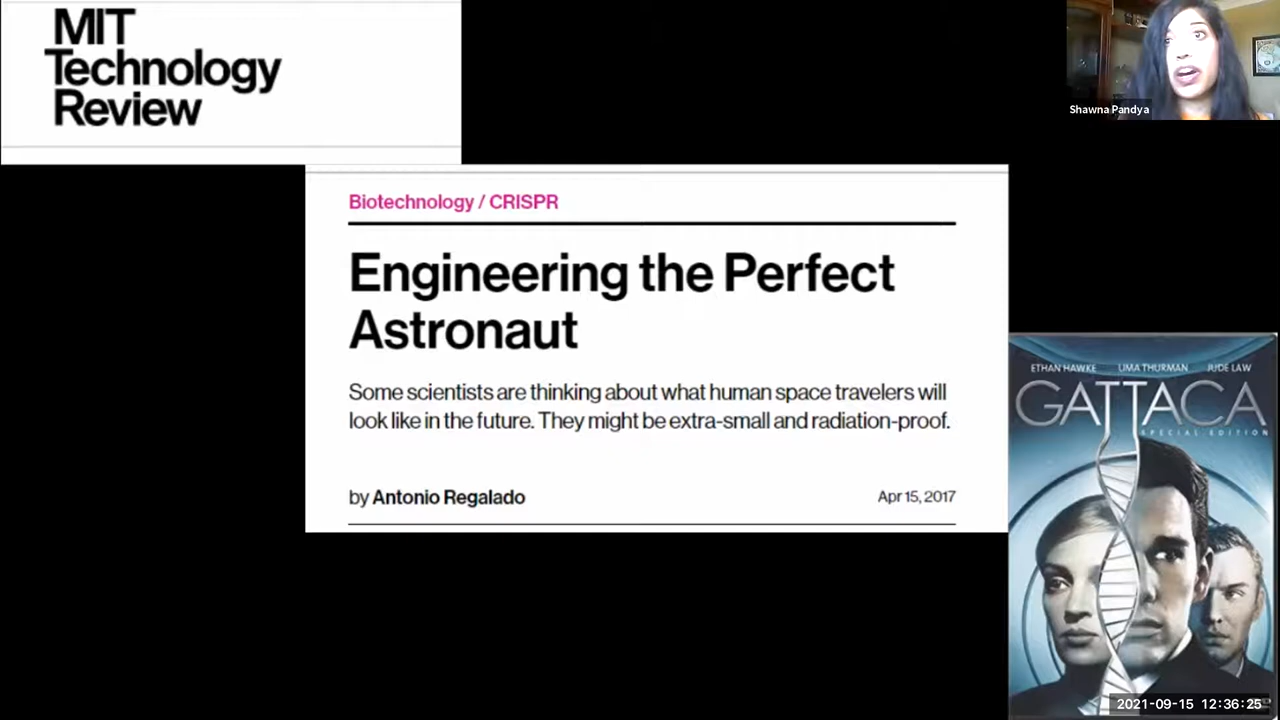 MIT
Technology
Review
Shawna Pandya
Biotechnology / CRISPR
Engineering the Perfect
Astronaut
Some scientists are thinking about what human space travelers will
look like in the future. They might be extra-small and radiation-proof.
by Antonio Regalado
Apr 15, 2017
ETHAN HAWKE UMA THURMAN JUDE LAW
GATTACA
SPECIAL EDITION
2021-09-15 12:36:25